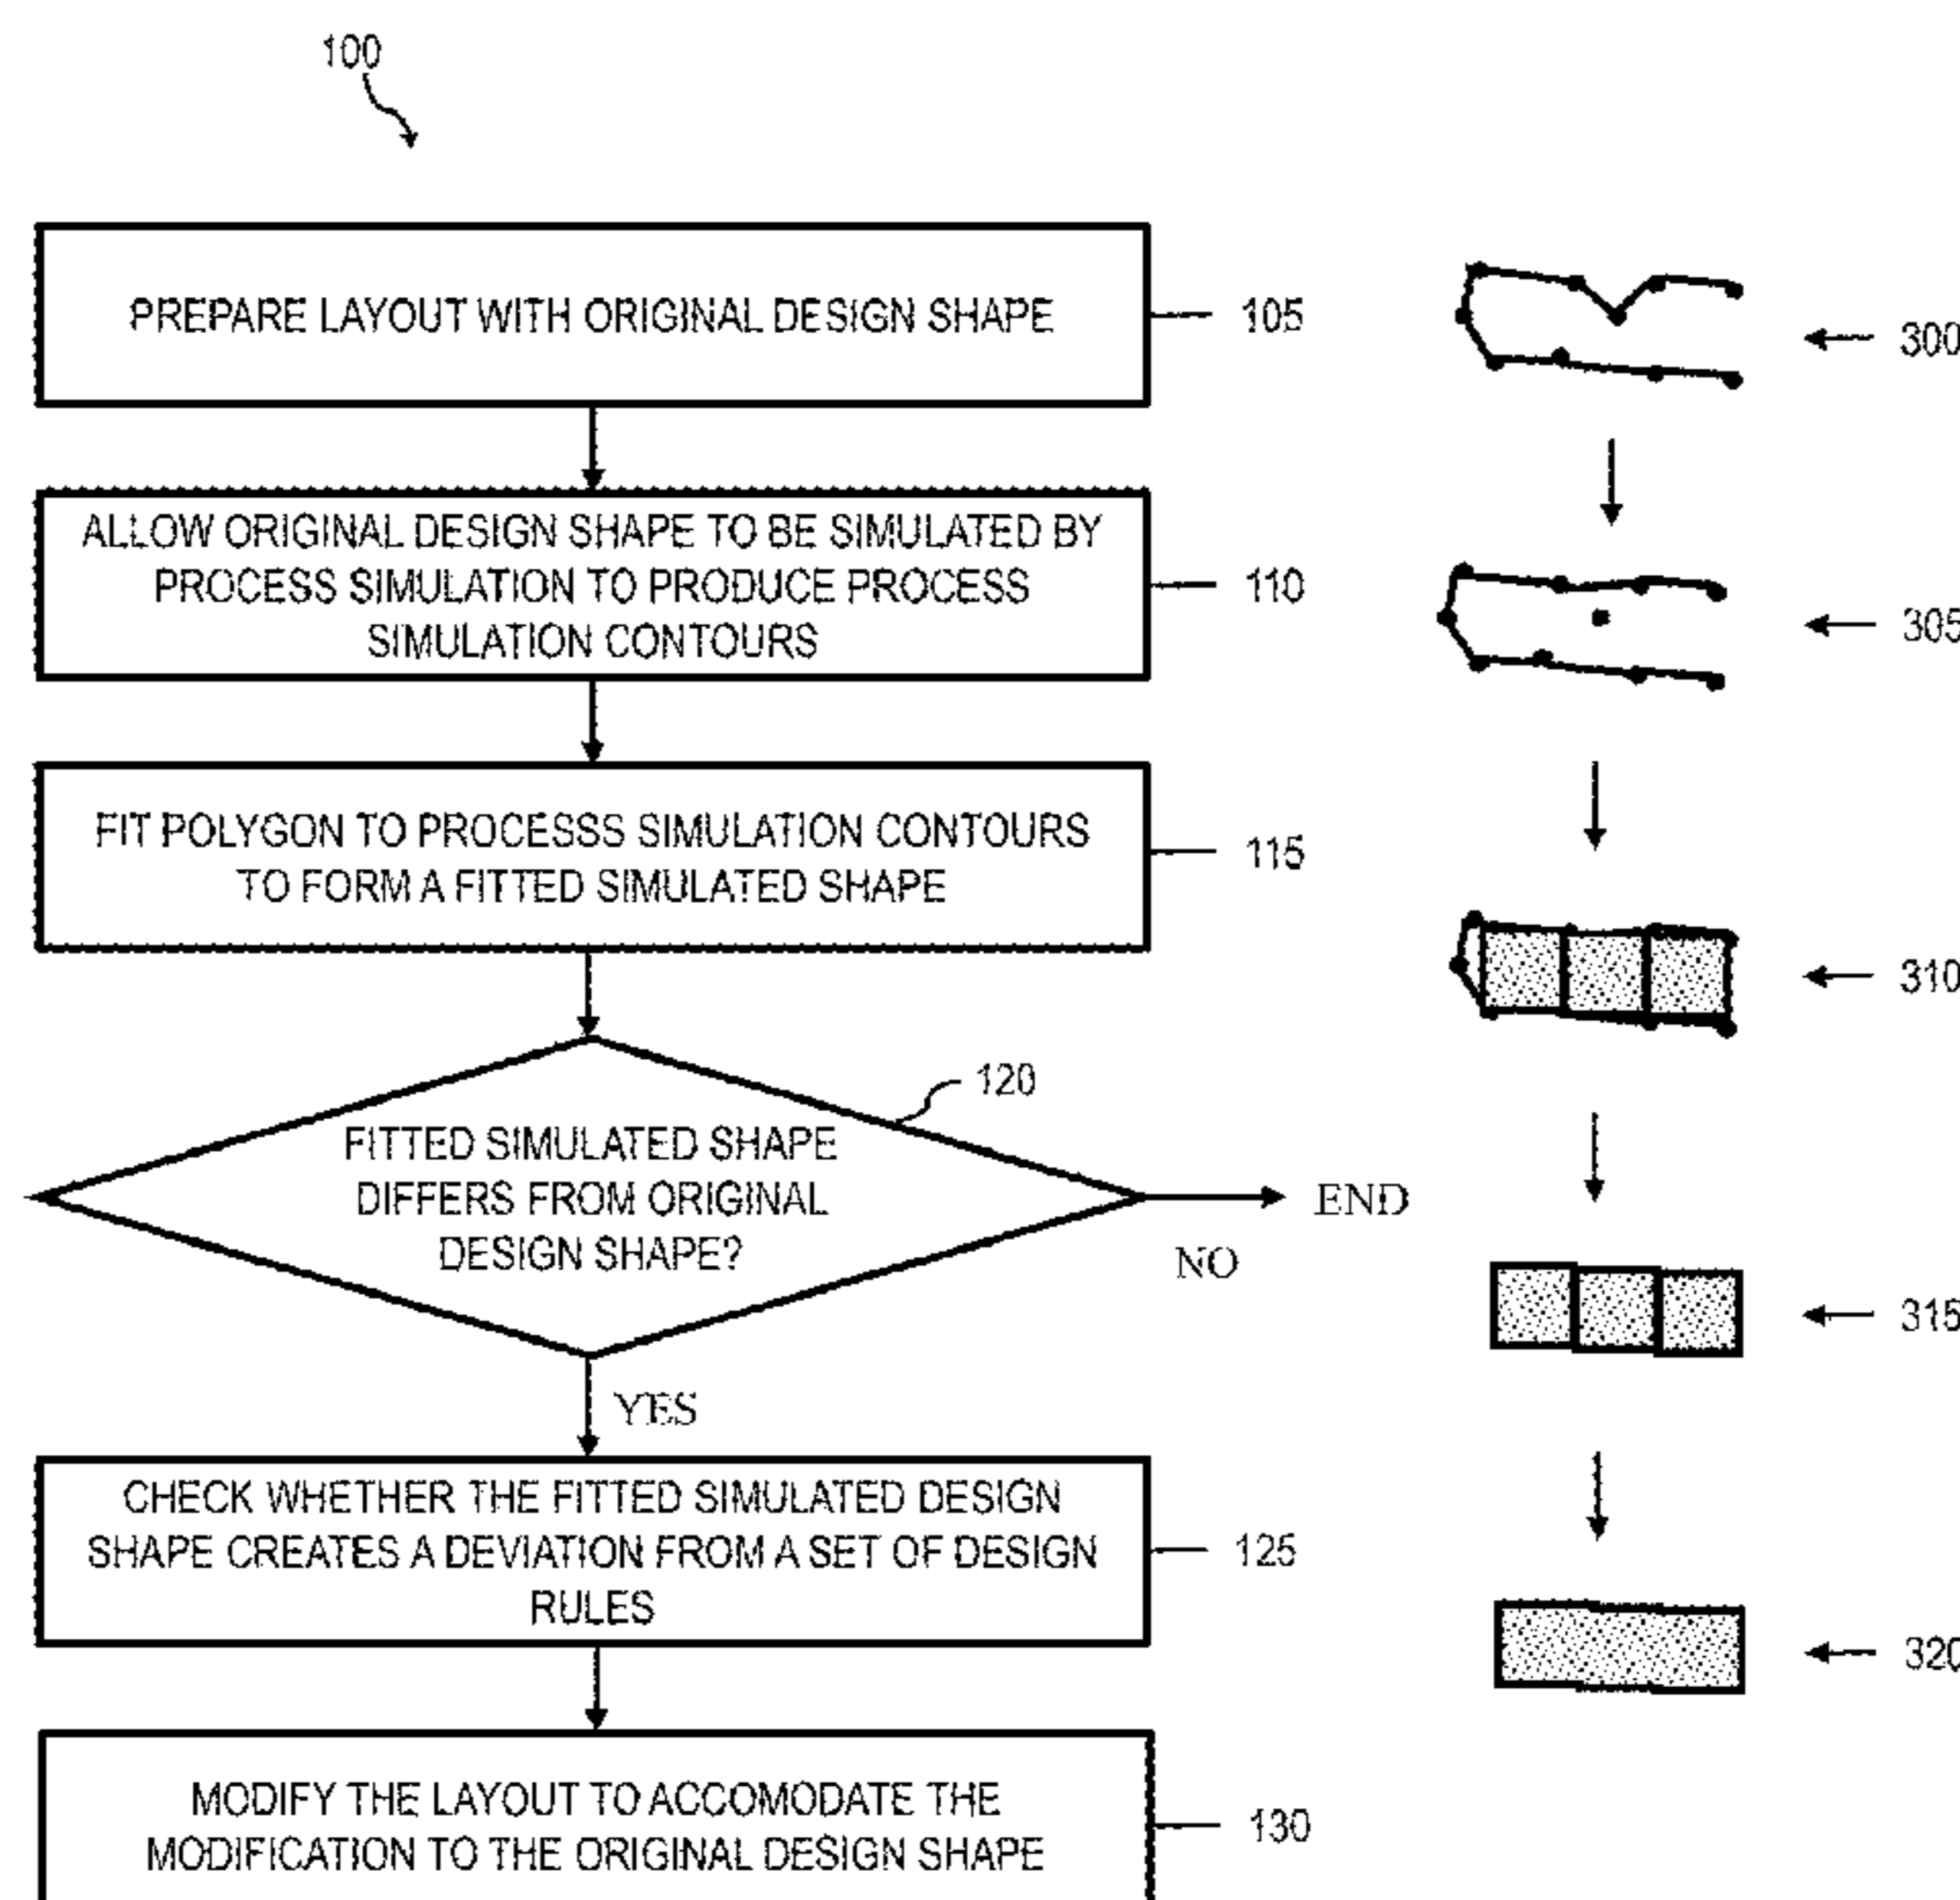 100
PREPARE LAYOUT WITH ORIGINAL DESIGN SHAPE
105
300
ALLOW ORIGINAL DESIGN SHAPE TO BE SIMULATED BY
PROCESS SIMULATION TO PRODUCE PROCESS
SIMULATION CONTOURS
110
305
FIT POLYGON TO PROCESSS SIMULATION CONTOURS
TO FORM A FITTED SIMULATED SHAPE
115
310
120
FITTED SIMULATED SHAPE
DIFFERS FROM ORIGINAL
DESIGN SHAPE?
END
NO
315
YES
CHECK WHETHER THE FITTED SIMULATED DESIGN
SHAPE CREATES A DEVIATION FROM A SET OF DESIGN
RULES
125
320
MODIFY THE LAYOUT TO ACCOMODATE THE
MODIFICATION TO THE ORIGINAL DESIGN SHAPE
130